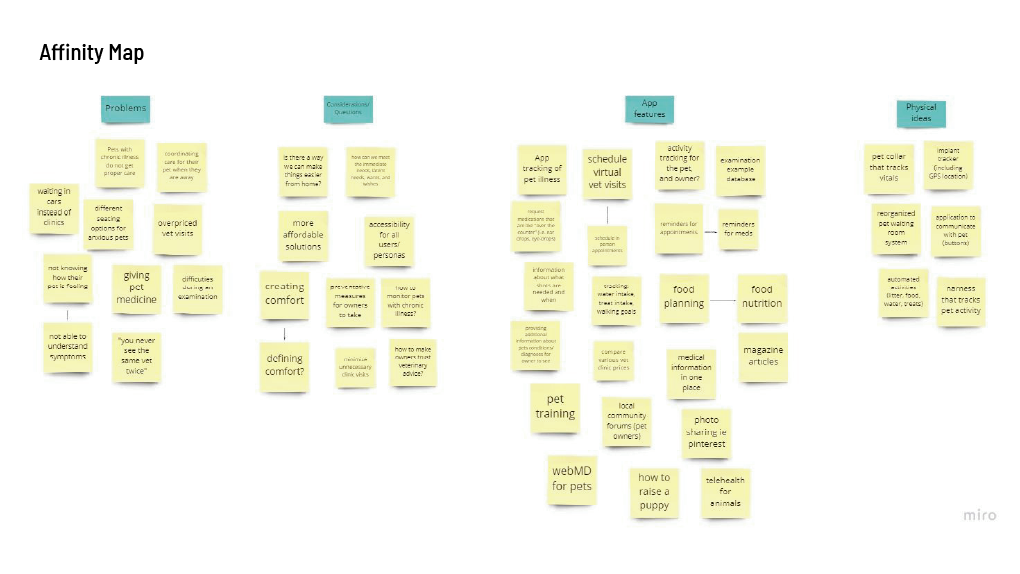 Affinity Map
Problems
Pets with
chronic illness
do not get
proper care
coordinating
care for their
pet when they
are away
waiting in
cars
instead of
clinics
different
seating
options for
anxious pets
overpriced
vet visits
not knowing
how their
pet is feeling
giving
pet
medicine
difficulties
during an
examination
not able to
understand
symptoms
"you never
see the
same vet
twice"
Considerations/
Questions
Is there a way
we can make
things easier
from home?
how can we meet
the immediate
needs, wants, and
more
affordable
solutions
accessibility
for all
users/
personas
creating
comfort
preventative
measures
for owners
to take
how to
monitor pets
with chronic
illness?
defining
comfort?
minimize
unnecessary
clinic visits
how to make
owners trust
veterinary
advice?
App
features
App
tracking of
pet illness
schedule
virtual
vet visits
activity
tracking for
the pet,
and owner?
examination
example
database
request
medications that
are like "over the
counter" (i.e. ear
drops, eye drops)
schedule in
person
appointments
reminders for
appointments
reminders
for meds
information
about what
shots are
needed and
when
tracking
water intake,
treat intake,
walking goals
food
planning
food
nutrition
providing
additional
information about
pets condition/
diagnoses for
owner to see
compare
various vet
clinic prices
medical
information
in one
place
magazine
articles
pet
training
local
community
forums (pet
owners)
photo
sharing ie
pinterest
webMD
for pets
how to
raise a
puppy
telehealth
for
animals
Physical
ideas
pet collar
that tracks
vitals
implant
tracker
(including
GPS location)
reorganized
pet waiting
room
system
application to
communicate
with pet
(buttons)
automated
activities
(litter, food,
water, treats)
harness
that tracks
pet activity
miro